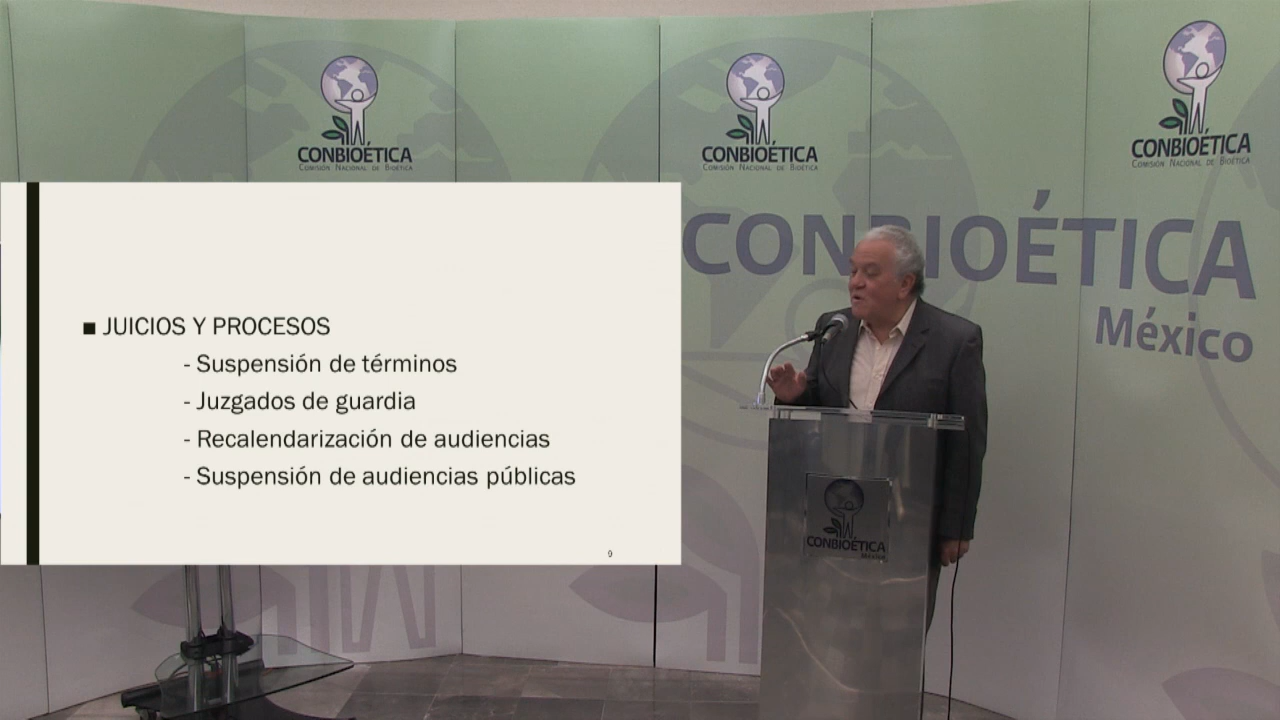 CONBIOÉTICA
COMISIÓN NACIONAL DE BIOÉTICA
CONBIOÉTICA
COMISIÓN NACIONAL DE BIOÉTICA
CONBIOÉTICA
COMISIÓN NACIONAL DE BIOÉTICA
CONBIOÉTICA
México
■ JUICIOS Y PROCESOS
- Suspensión de términos
- Juzgados de guardia
- Recalendarización de audiencias
- Suspensión de audiencias públicas
9
CONBIOÉTICA
México